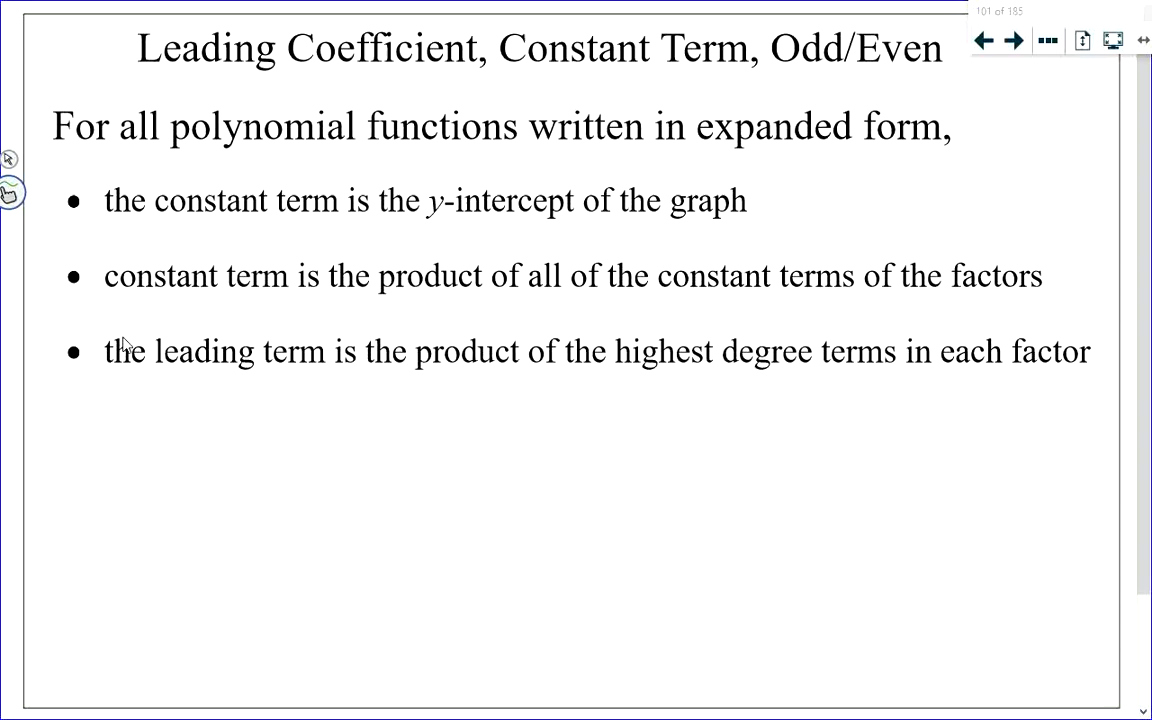 101 of 185
Leading Coefficient, Constant Term, Odd/Even
For all polynomial functions written in expanded form,
• the constant term is the y-intercept of the graph
• constant term is the product of all of the constant terms of the factors
• the leading term is the product of the highest degree terms in each factor